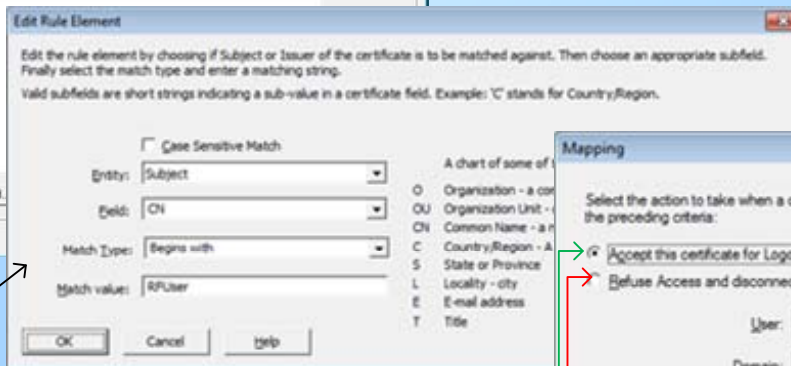 Edit Rule Element
Edit the rule element by choosing if Subject or Issuer of the certificate is to be matched against. Then choose an appropriate subfield.
Finally select the match type and enter a matching string.
Valid subfields are short strings indicating a sub-value in a certificate field. Example: 'C' stands for Country/Region.
Case Sensitive Match
Entity: Subject
Field: CN
Match Type: Begins with
Match value: RFUser
OK Cancel Help
A chart of some of
O Organization - a
OU Organization Unit -
CN Common Name - a
C Country/Region - A
S State or Province
L Locality - city
E E-mail address
T Title
Mapping
Select the action to take when a
the preceding criteria:
Accept this certificate for
Refuse Access and
User:
Domain: